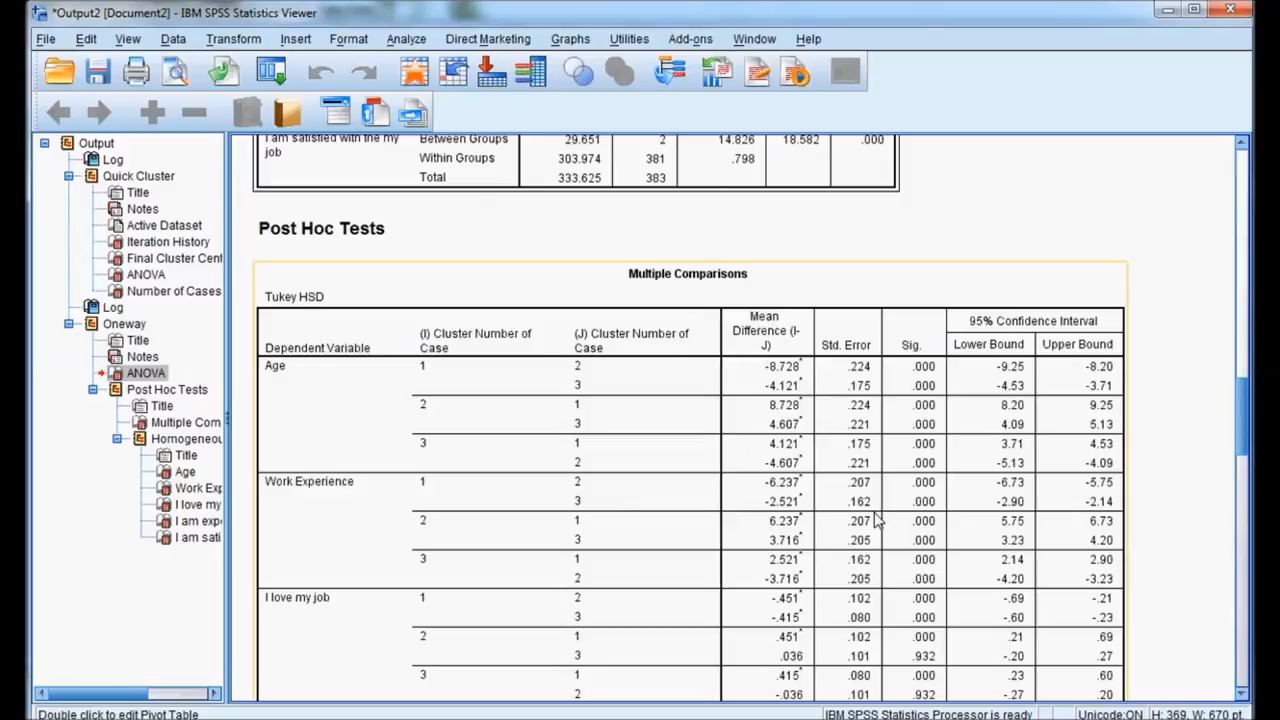 *Output2 [Document2] - IBM SPSS Statistics Viewer
File Edit View Data Transform Insert Format Analyze Direct Marketing Graphs Utilities Add-ons Window Help
Output
Log
Quick Cluster
Title
Notes
Active Dataset
Iteration History
Final Cluster Cent
ANOVA
Number of Cases
Log
Oneway
Title
Notes
ANOVA
Post Hoc Tests
Title
Multiple Com
Homogeneou
Title
Age
Work Exp
I love my
I am exp
I am sati
I am satisfied with the my job Between Groups 29.651 2 14.826 18.582 .000
Within Groups 303.974 381 .798
Total 333.625 383
Post Hoc Tests
Multiple Comparisons
Tukey HSD
Dependent Variable (I) Cluster Number of Case (J) Cluster Number of Case Mean Difference (I-J) Std. Error Sig. 95% Confidence Interval
Lower Bound Upper Bound
Age 1 2 -8.728* .224 .000 -9.25 -8.20
3 -4.121* .175 .000 -4.53 -3.71
2 1 8.728* .224 .000 8.20 9.25
3 4.607* .221 .000 4.09 5.13
3 1 4.121* .175 .000 3.71 4.53
2 -4.607* .221 .000 -5.13 -4.09
Work Experience 1 2 -6.237* .207 .000 -6.73 -5.75
3 -2.521* .162 .000 -2.90 -2.14
2 1 6.237* .207 .000 5.75 6.73
3 3.716* .205 .000 3.23 4.20
3 1 2.521* .162 .000 2.14 2.90
2 -3.716* .205 .000 -4.20 -3.23
I love my job 1 2 -.451* .102 .000 -.69 -.21
3 -.415* .080 .000 -.60 -.23
2 1 .451* .102 .000 .21 .69
3 .036 .101 .932 -.20 .27
3 1 .415* .080 .000 .23 .60
2 -.036 .101 .932 -.27 .20
Double click to edit Pivot Table IBM SPSS Statistics Processor is ready Unicode:ON H: 369, W: 670 pt.